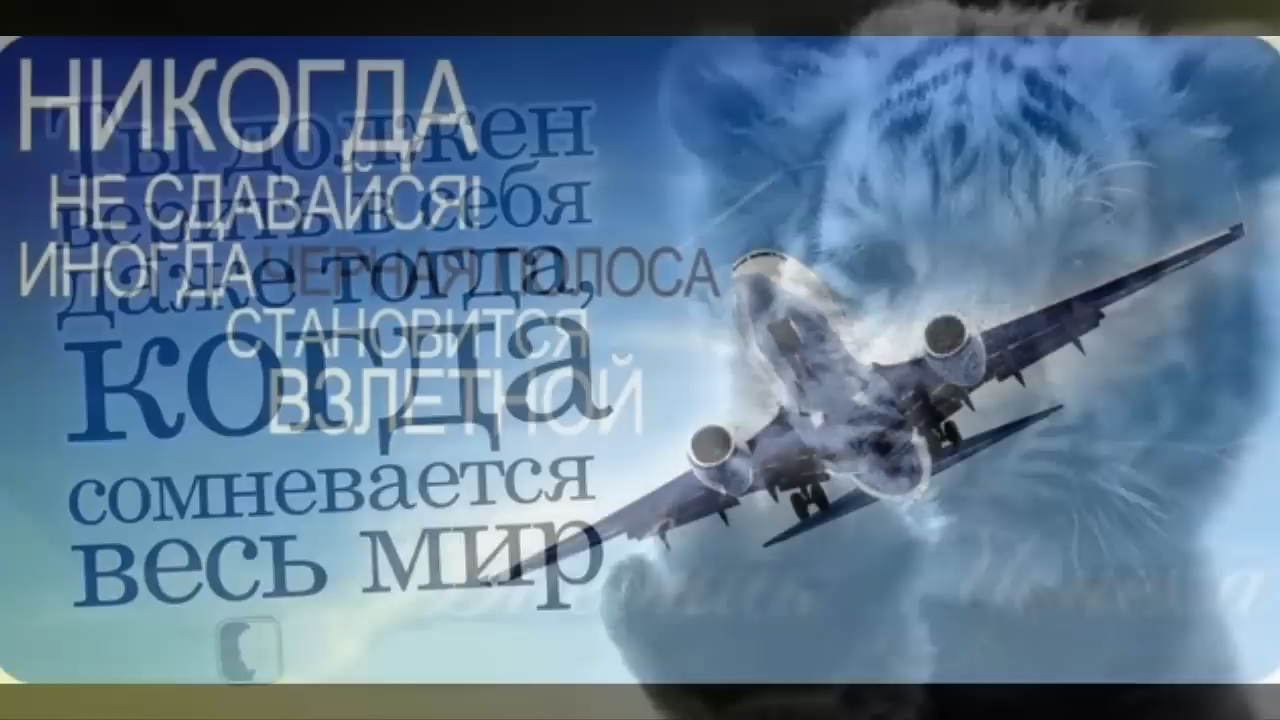 НИКОГДА
НЕ СДАВАЙСЯ!
ИНОГДА ЧЕРНАЯ ПОЛОСА
СТАНОВИТСЯ
ВЗЛЕТНОЙ
Ты должен
верить в себя
даже тогда,
когда
сомневается
весь мир